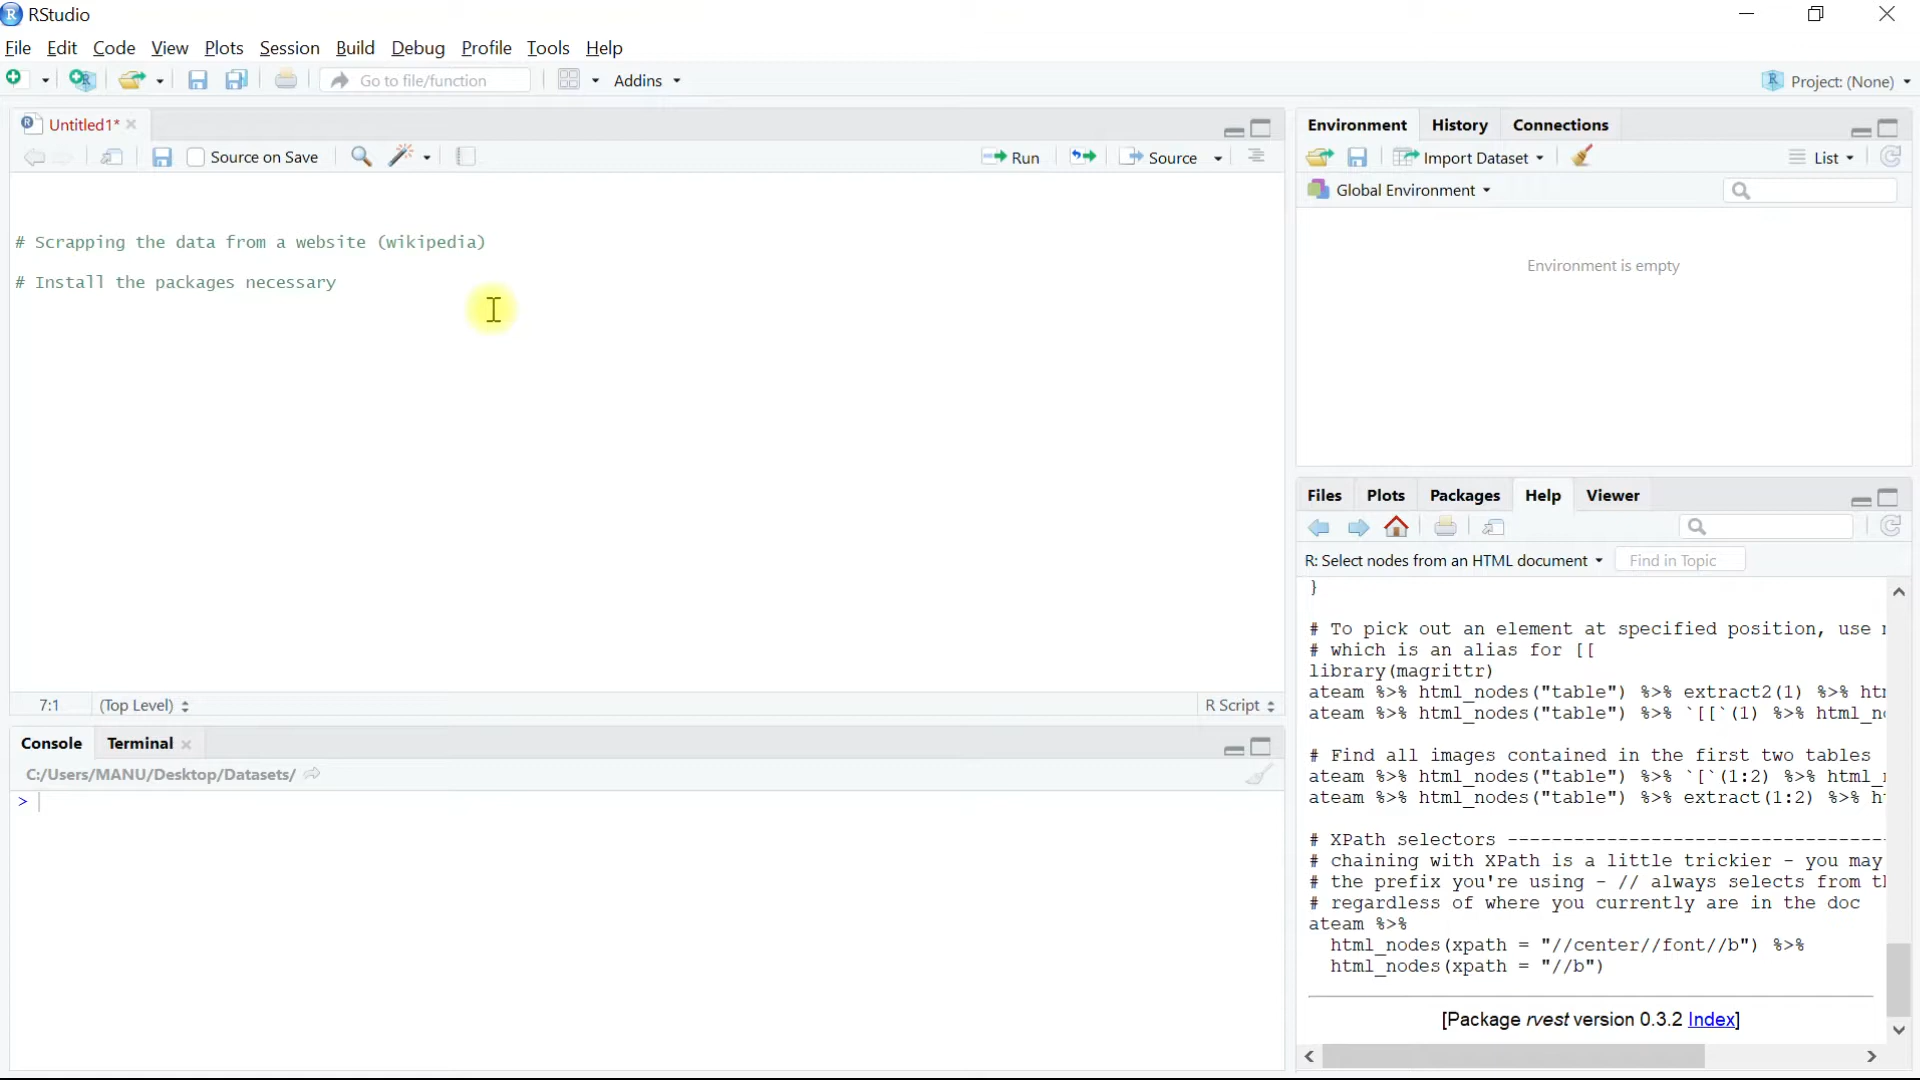 RStudio
File Edit Code View Plots Session Build Debug Profile Tools Help
Go to file/function Addins Project: (None)
Untitled1*
Source on Save Run Source
# Scrapping the data from a website (wikipedia)
# Install the packages necessary
7:1 (Top Level) R Script
Console Terminal
C:/Users/MANU/Desktop/Datasets/
>
Environment History Connections
Import Dataset List
Global Environment
Environment is empty
Files Plots Packages Help Viewer
R: Select nodes from an HTML document Find in Topic
}
# To pick out an element at specified position, use
# which is an alias for [[
library(magrittr)
ateam %>% html_nodes("table") %>% extract2(1) %>%
ateam %>% html_nodes("table") %>% `[[`(1) %>%
# Find all images contained in the first two tables
ateam %>% html_nodes("table") %>% `[`(1:2) %>% html_
ateam %>% html_nodes("table") %>% extract(1:2) %>%
# XPath selectors -----------------------------------
# chaining with XPath is a little trickier - you may
# the prefix you're using - // always selects from
# regardless of where you currently are in the doc
ateam %>%
html_nodes(xpath = "//center//font//b") %>%
html_nodes(xpath = "//b")
[Package rvest version 0.3.2 Index]